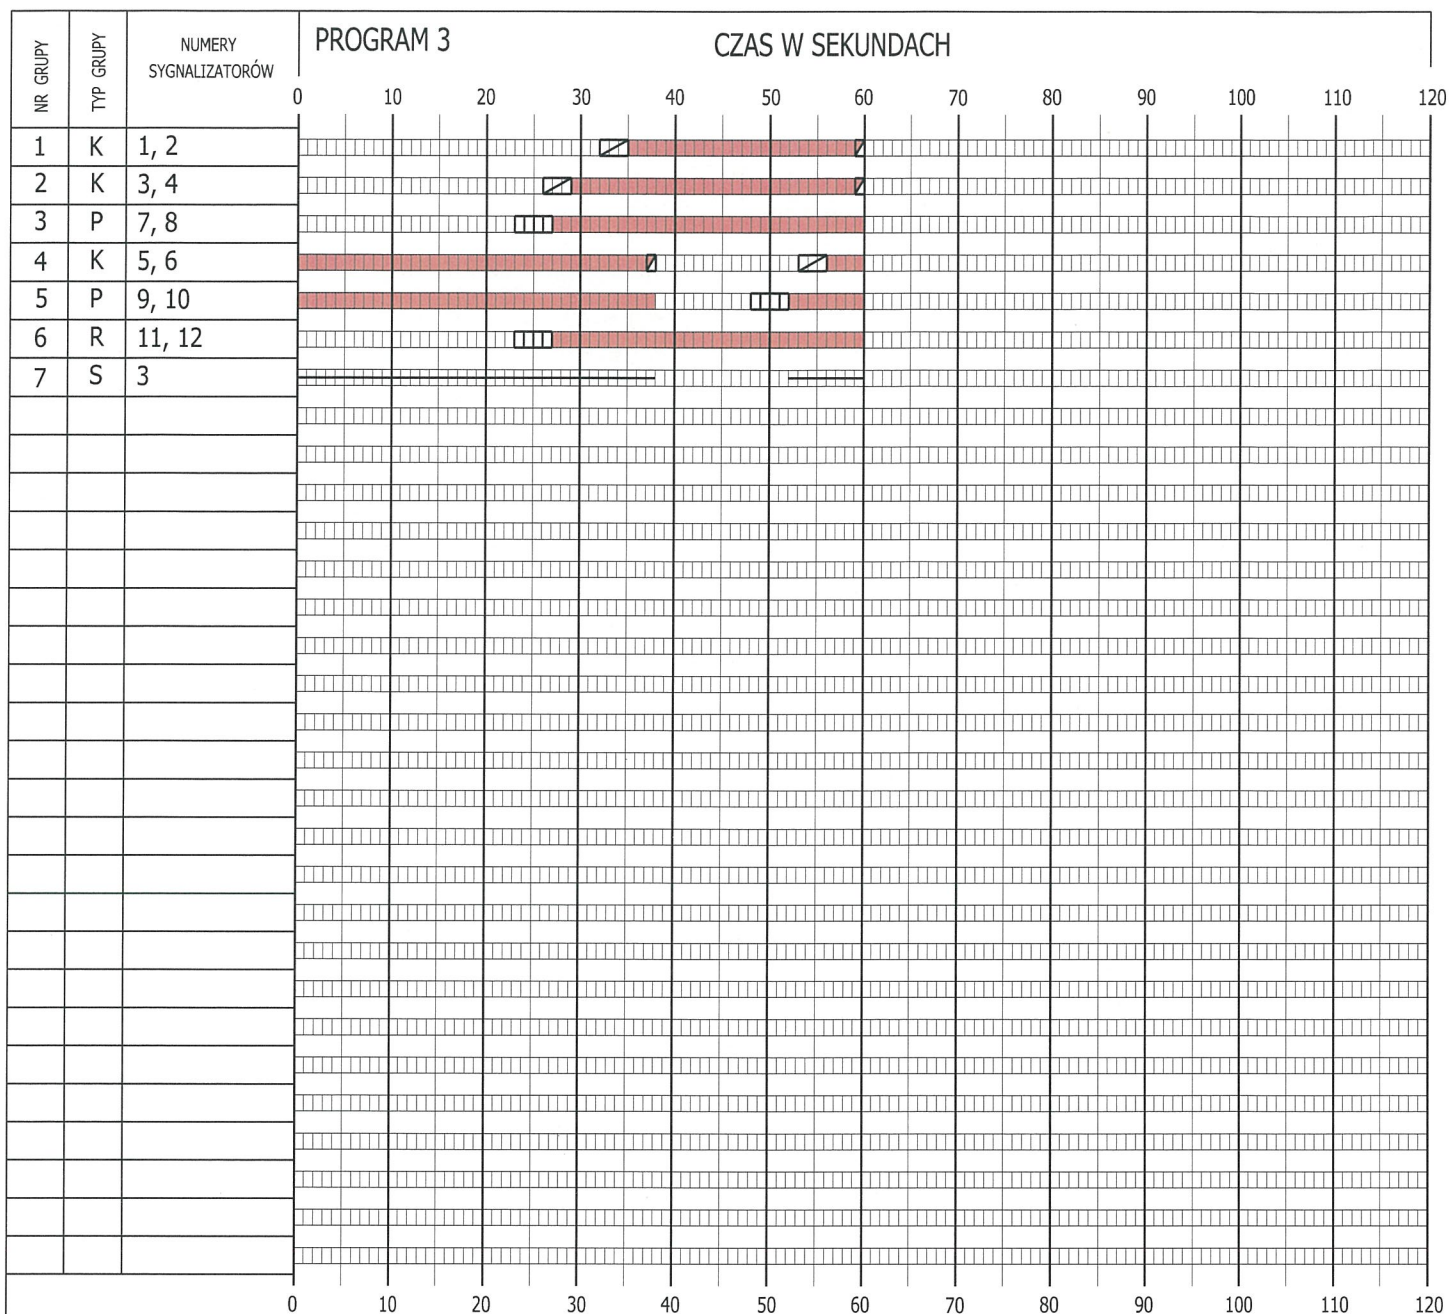 NR GRUPY
TYP GRUPY
NUMERY
SYGNALIZATORÓW
PROGRAM 3
CZAS W SEKUNDACH
0 10 20 30 40 50 60 70 80 90 100 110 120
1 K 1, 2
2 K 3, 4
3 P 7, 8
4 K 5, 6
5 P 9, 10
6 R 11, 12
7 S 3
0 10 20 30 40 50 60 70 80 90 100 110 120